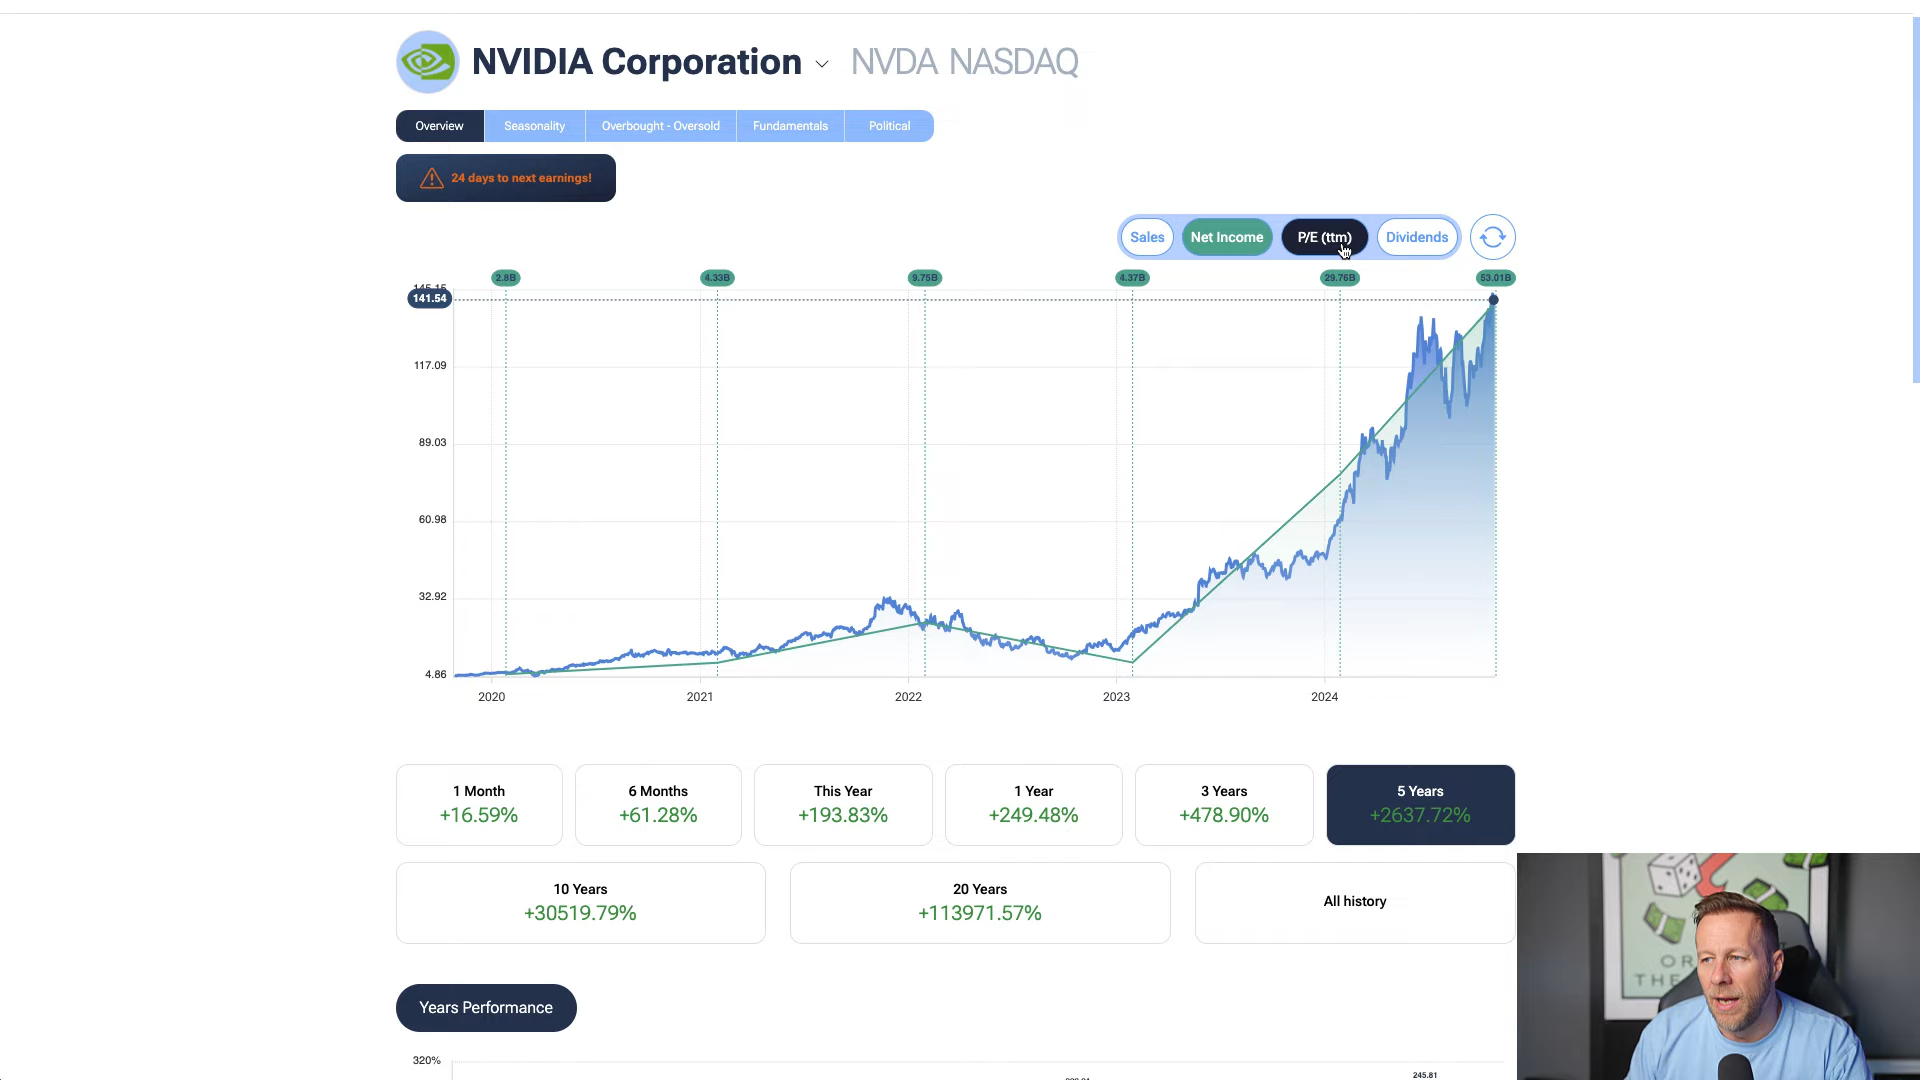 NVIDIA Corporation NVDA NASDAQ
Overview Seasonality Overbought - Oversold Fundamentals Political
24 days to next earnings!
Sales Net Income P/E (ttm) Dividends
2.8B 4.33B 9.75B 4.37B 29.76B 53.01B
145.15
141.54
117.09
89.03
60.98
32.92
4.86
2020 2021 2022 2023 2024
1 Month
+16.59%
6 Months
+61.28%
This Year
+193.83%
1 Year
+249.48%
3 Years
+478.90%
5 Years
+2637.72%
10 Years
+30519.79%
20 Years
+113971.57%
All history
Years Performance
320%
245.81
OR
THE